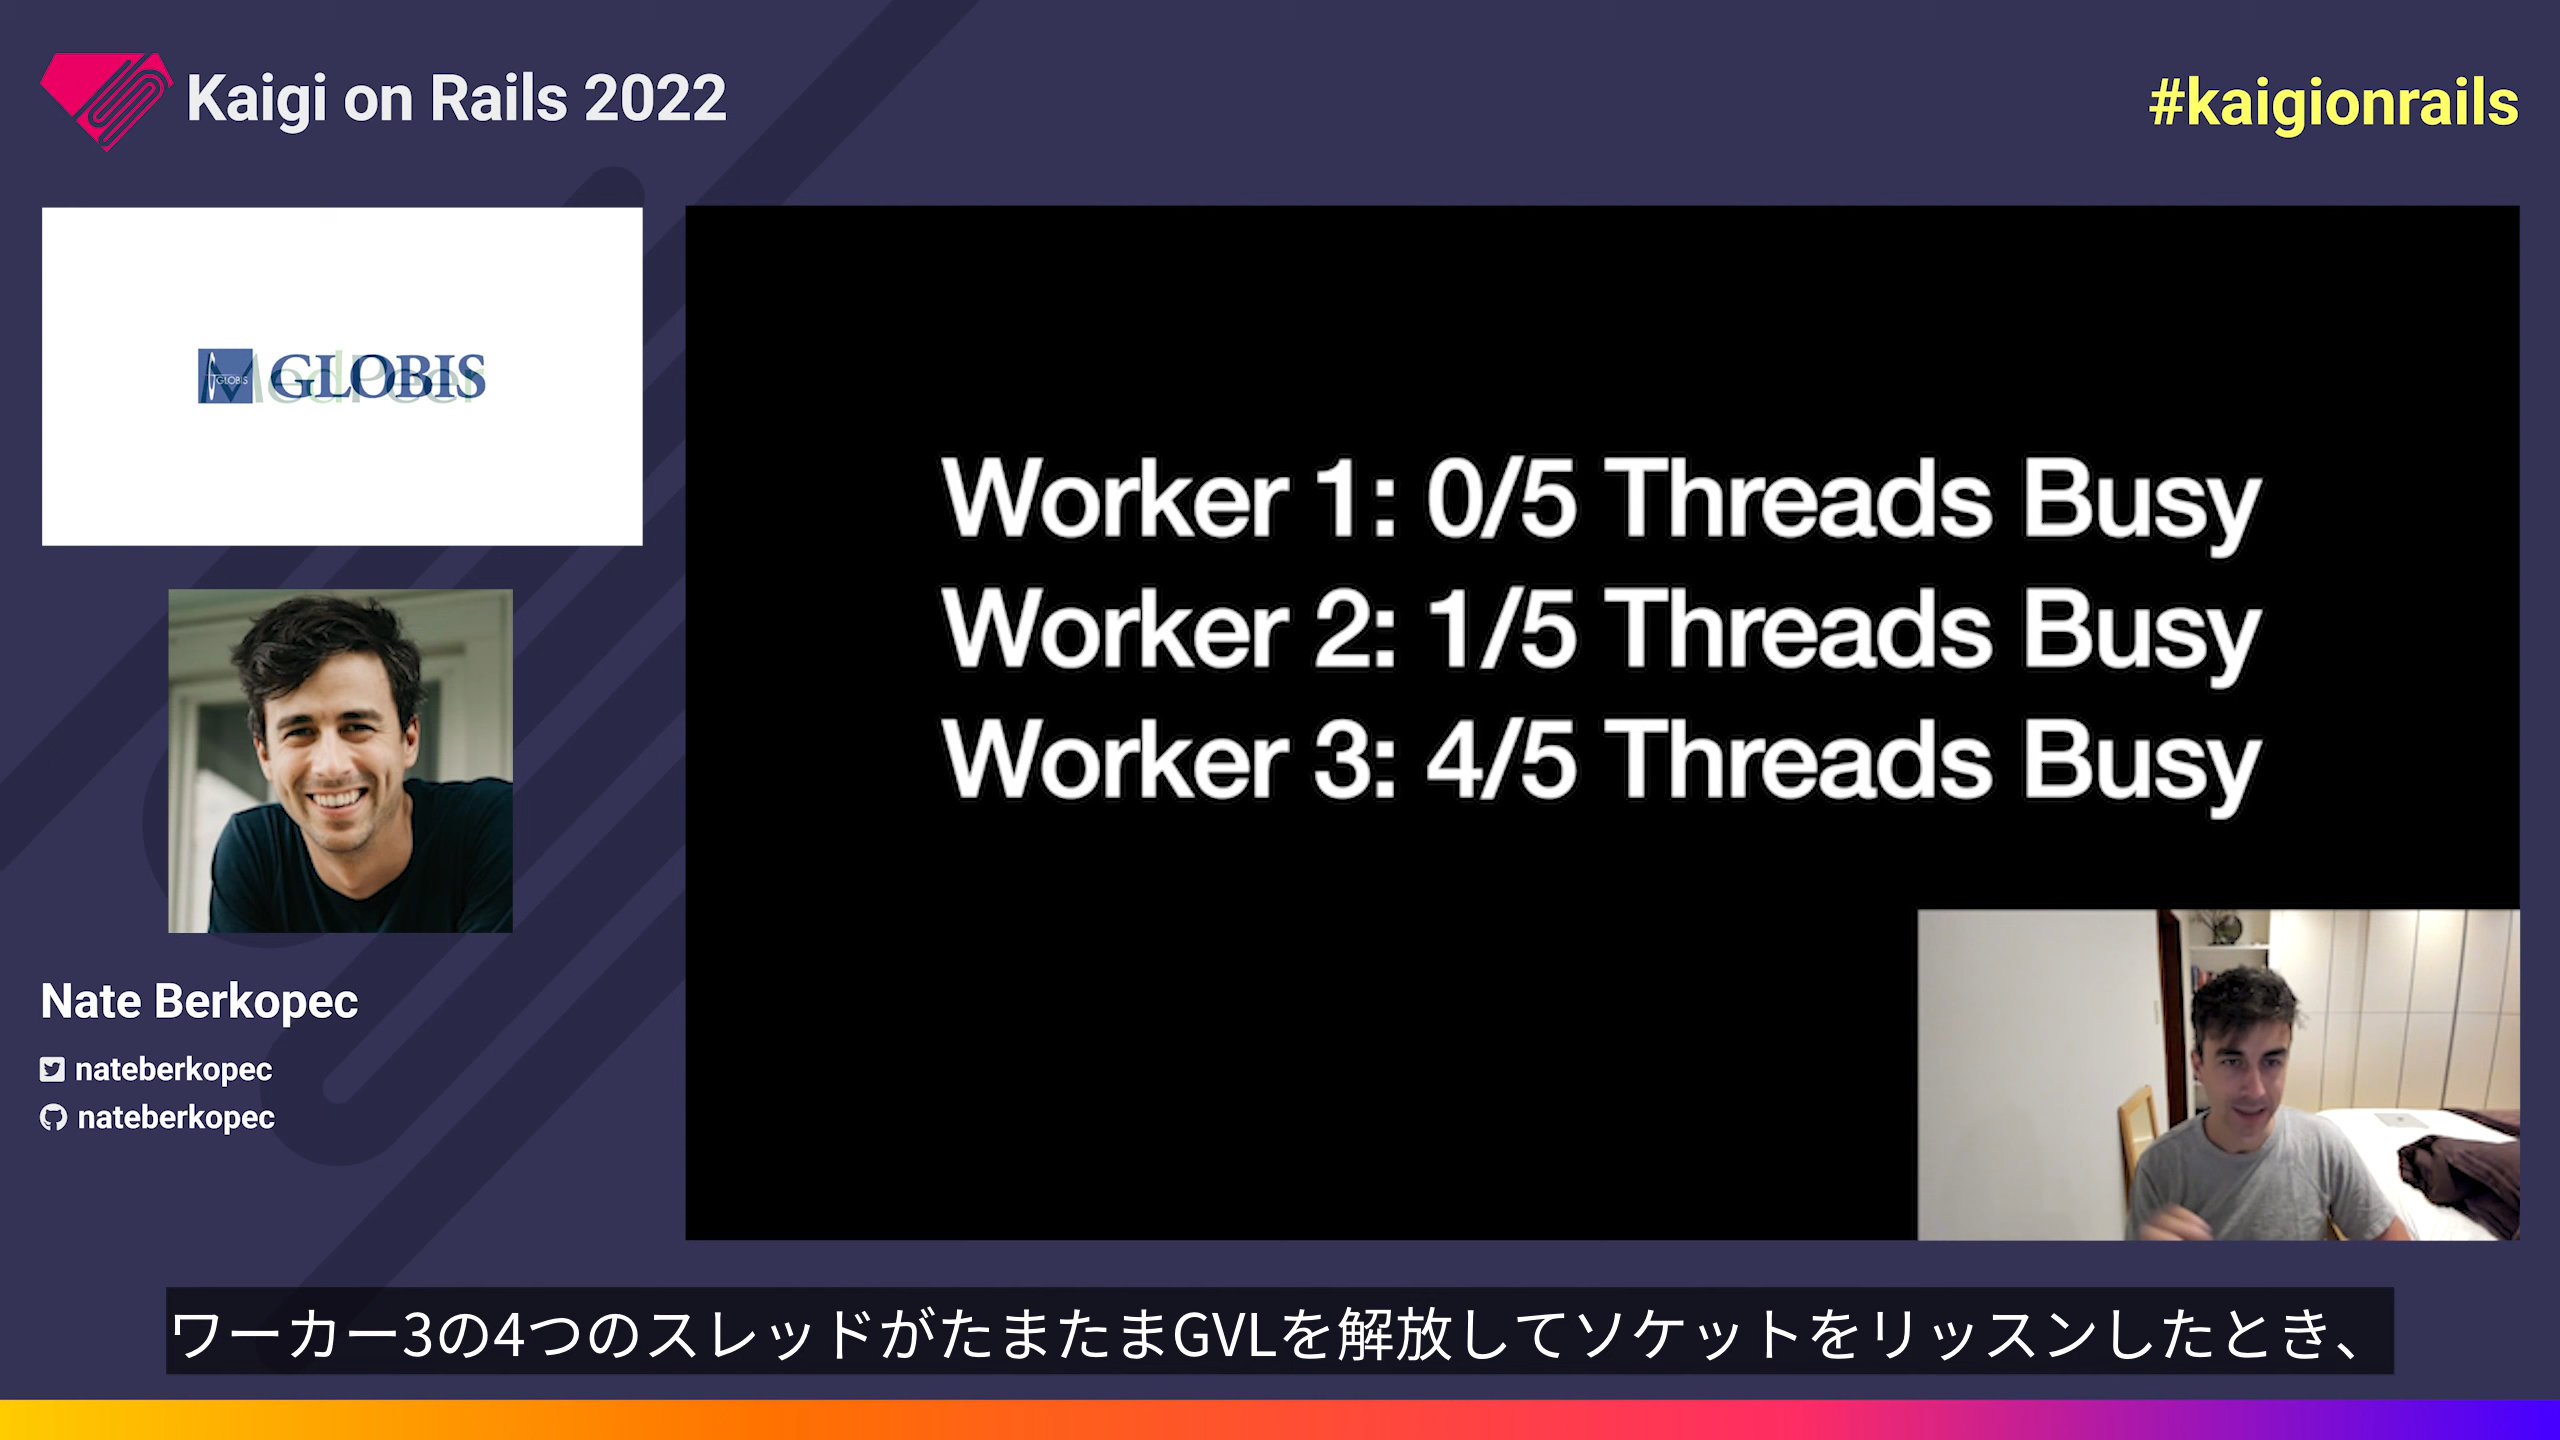 Kaigi on Rails 2022
#kaigionrails
GLOBIS
GLOBIS
MedPeer
Worker 1: 0/5 Threads Busy
Worker 2: 1/5 Threads Busy
Worker 3: 4/5 Threads Busy
Nate Berkopec
nateberkopec
nateberkopec
ワーカー3の4つのスレッドがたまたまGVLを解放してソケットをリッスンしたとき、